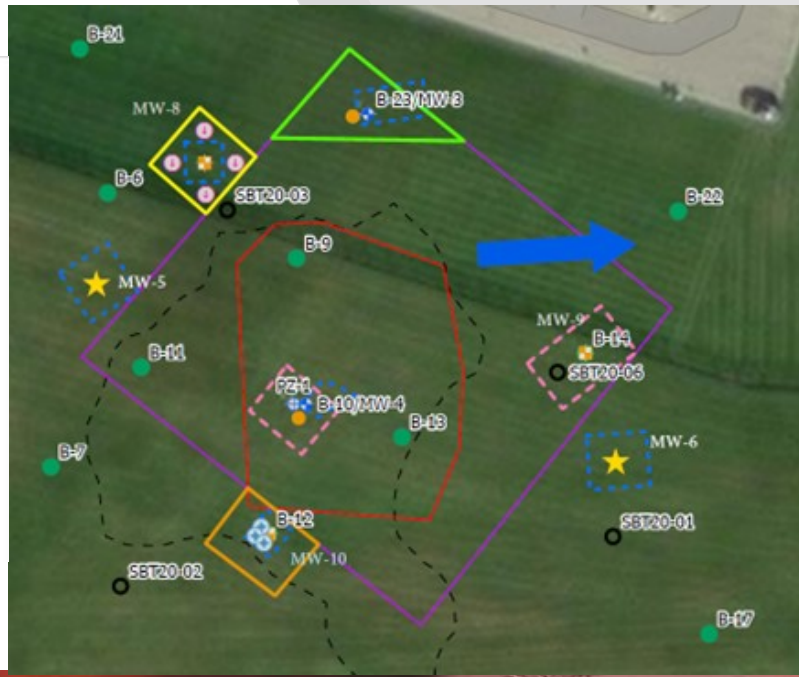 B-21
B-23/MW-3
MW-8
B-6
SBT20-03
B-22
B-9
MW-5
MW-9
B-14
B-11
SBT20-06
PZ-1
B-10/MW-4
B-13
MW-6
B-7
B-12
SBT20-01
MW-10
SBT20-02
B-17